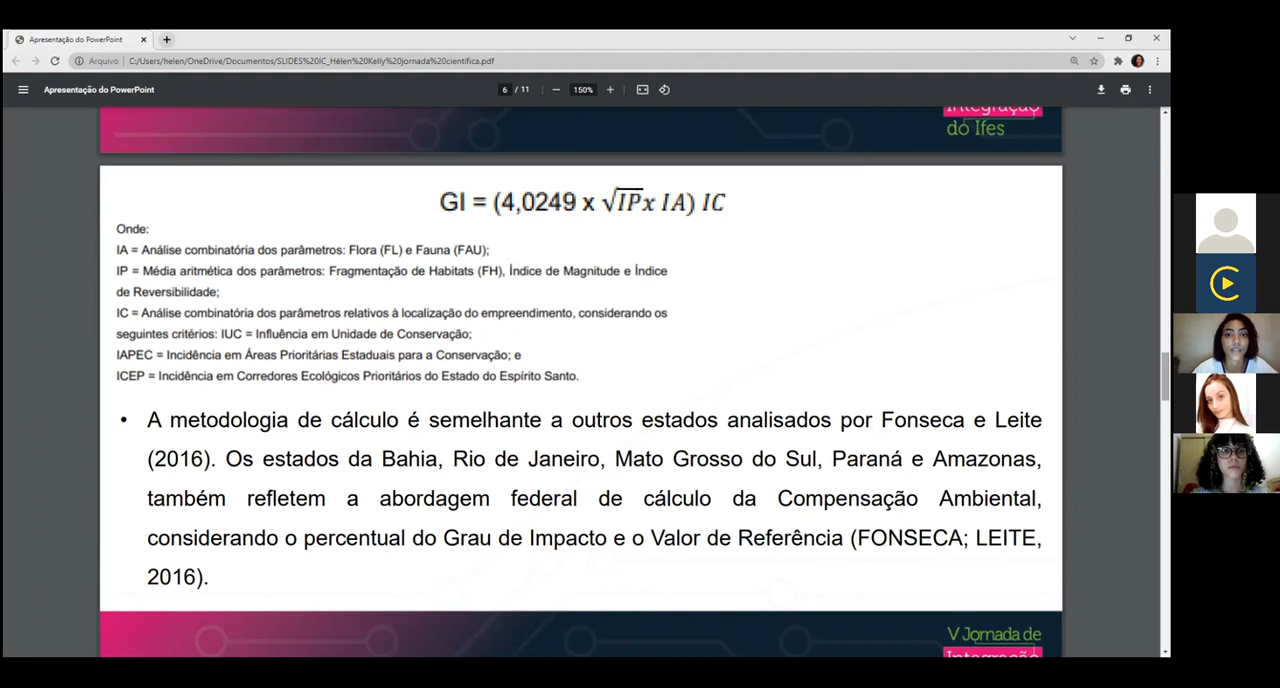 Apresentação do PowerPoint
Arquivo
C:/Users/helen/OneDrive/Documentos/SLIDES%20IC_Hélen%20Kelly%20jornada%20científica.pdf
Apresentação do PowerPoint
6 / 11
150%
Integração
do Ifes
GI = (4,0249 x √IP x IA) IC
Onde:
IA = Análise combinatória dos parâmetros: Flora (FL) e Fauna (FAU);
IP = Média aritmética dos parâmetros: Fragmentação de Habitats (FH), Índice de Magnitude e Índice
de Reversibilidade;
IC = Análise combinatória dos parâmetros relativos à localização do empreendimento, considerando os
seguintes critérios: IUC = Influência em Unidade de Conservação;
IAPEC = Incidência em Áreas Prioritárias Estaduais para a Conservação; e
ICEP = Incidência em Corredores Ecológicos Prioritários do Estado do Espírito Santo.
• A metodologia de cálculo é semelhante a outros estados analisados por Fonseca e Leite
(2016). Os estados da Bahia, Rio de Janeiro, Mato Grosso do Sul, Paraná e Amazonas,
também refletem a abordagem federal de cálculo da Compensação Ambiental,
considerando o percentual do Grau de Impacto e o Valor de Referência (FONSECA; LEITE,
2016).
V Jornada de
Integração